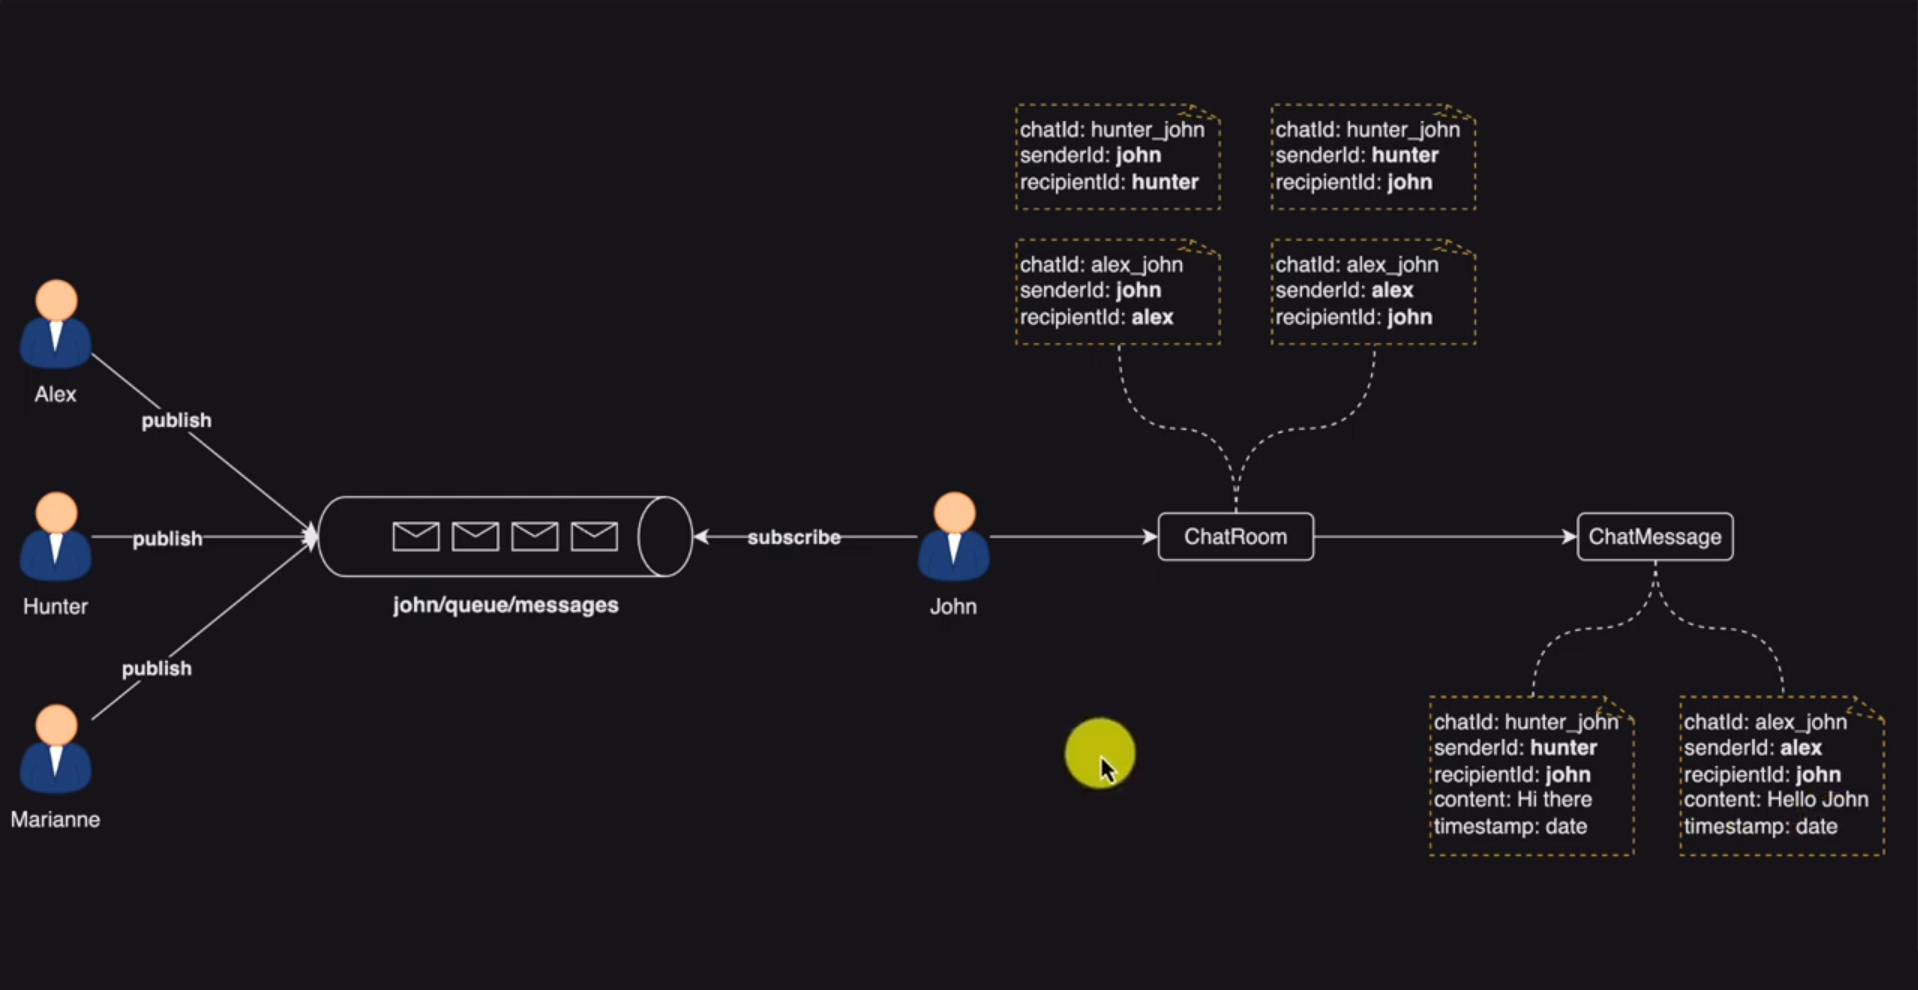 chatId: hunter_john
senderId: john
recipientId: hunter
chatId: hunter_john
senderId: hunter
recipientId: john
chatId: alex_john
senderId: john
recipientId: alex
chatId: alex_john
senderId: alex
recipientId: john
Alex
publish
Hunter
publish
Marianne
publish
john/queue/messages
subscribe
John
ChatRoom
ChatMessage
chatId: hunter_john
senderId: hunter
recipientId: john
content: Hi there
timestamp: date
chatId: alex_john
senderId: alex
recipientId: john
content: Hello John
timestamp: date